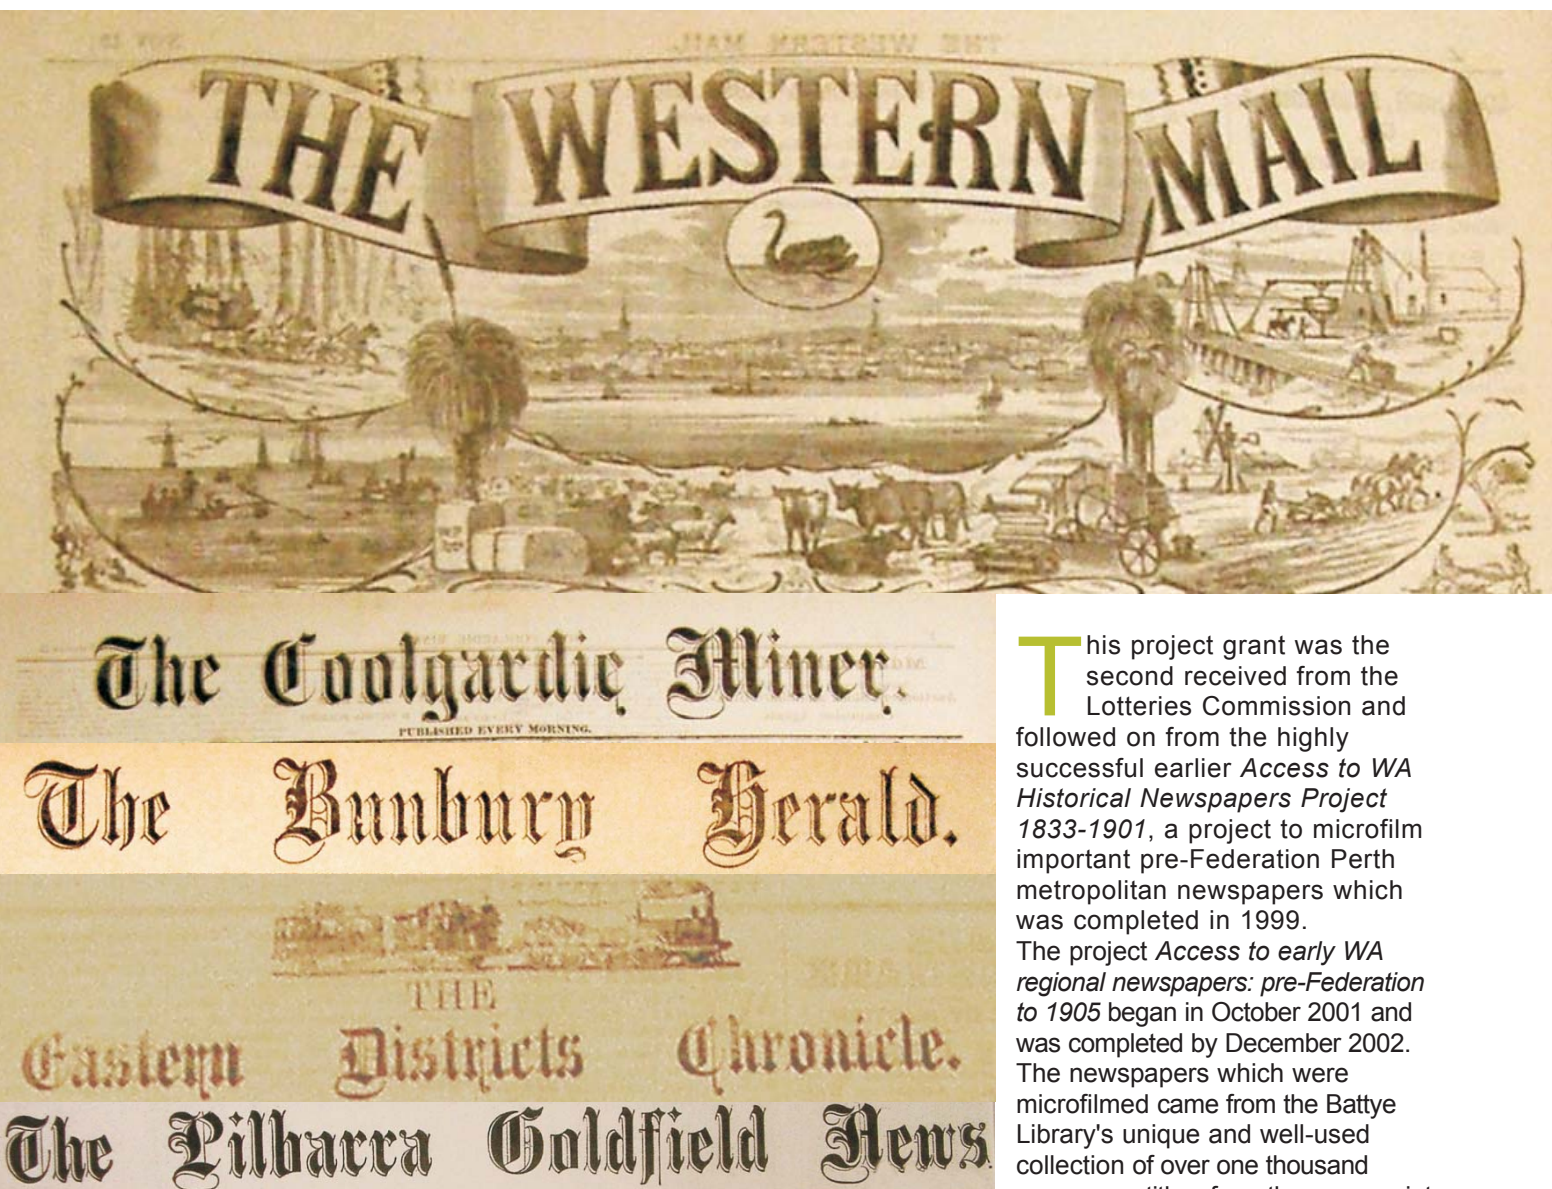 THE WESTERN MAIL
The Coolgardie Miner.
PUBLISHED EVERY MORNING.
The Bunbury Herald.
THE
Eastern Districts Chronicle.
The Pilbarra Goldfield News.
This project grant was the
second received from the
Lotteries Commission and
followed on from the highly
successful earlier Access to WA
Historical Newspapers Project
1833-1901, a project to microfilm
important pre-Federation Perth
metropolitan newspapers which
was completed in 1999.
The project Access to early WA
regional newspapers: pre-Federation
to 1905 began in October 2001 and
was completed by December 2002.
The newspapers which were
microfilmed came from the Battye
Library's unique and well-used
collection of over one thousand